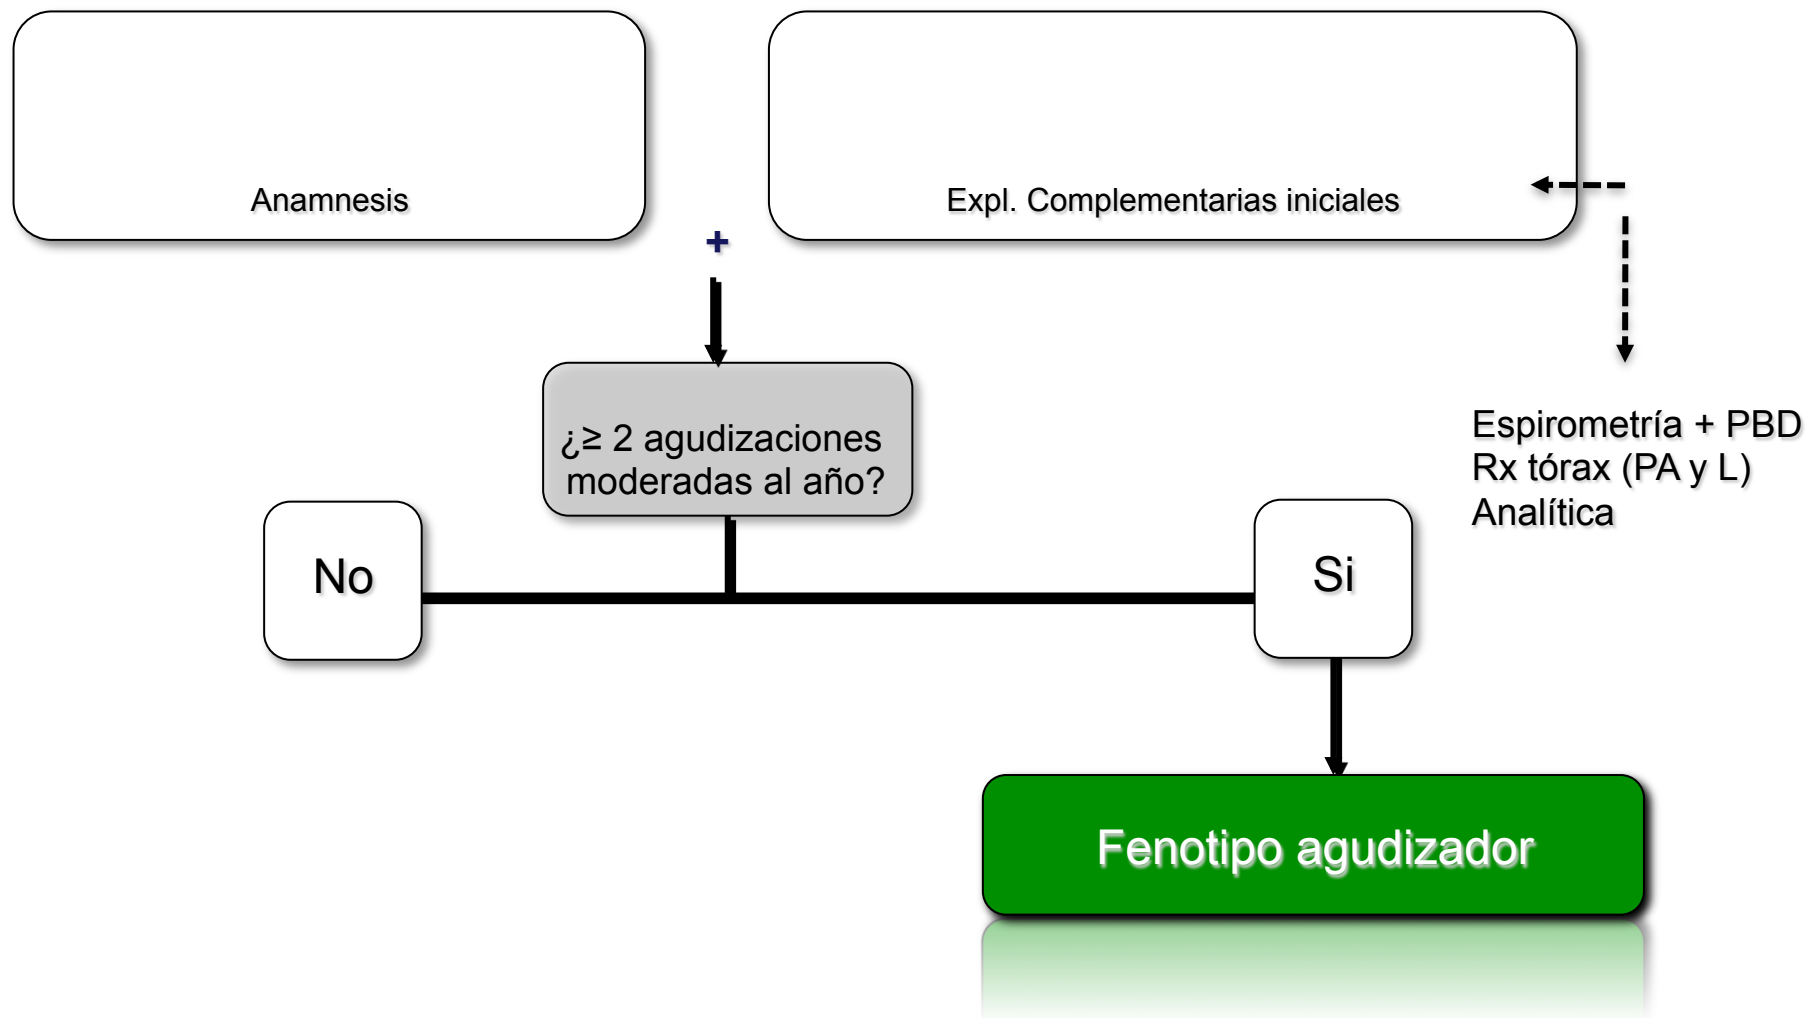 Anamnesis
Expl. Complementarias iniciales
+
¿≥ 2 agudizaciones
moderadas al año?
Espirometría + PBD
Rx tórax (PA y L)
Analítica
No
Si
Fenotipo agudizador